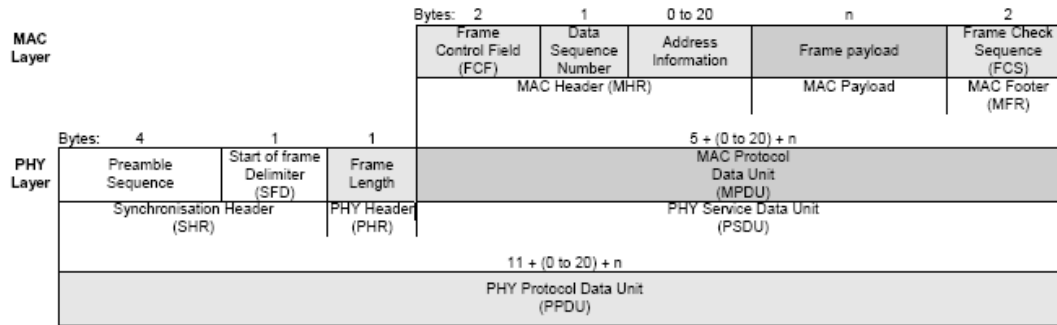 Bytes: 2 1 0 to 20 n 2
MAC Layer
Frame Control Field (FCF)
Data Sequence Number
Address Information
Frame payload
Frame Check Sequence (FCS)
MAC Header (MHR)
MAC Payload
MAC Footer (MFR)
Bytes: 4 1 1 5 + (0 to 20) + n
PHY Layer
Preamble Sequence
Start of frame Delimiter (SFD)
Frame Length
MAC Protocol Data Unit (MPDU)
Synchronisation Header (SHR)
PHY Header (PHR)
PHY Service Data Unit (PSDU)
11 + (0 to 20) + n
PHY Protocol Data Unit (PPDU)